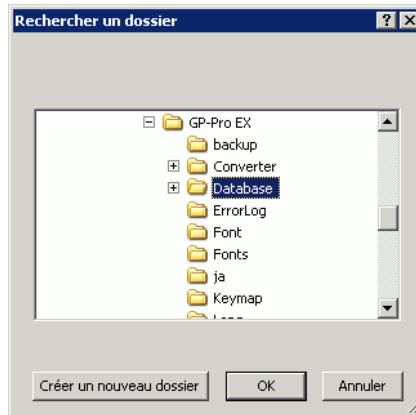 Rechercher un dossier
GP-Pro EX
backup
Converter
Database
ErrorLog
Font
Fonts
ja
Keymap
Créer un nouveau dossier OK Annuler